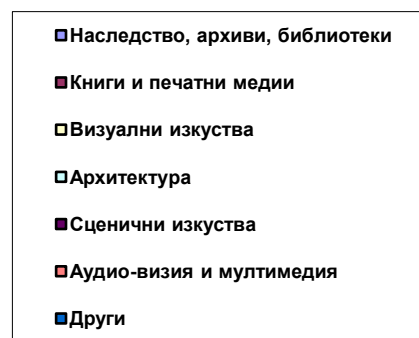 Наследство, архиви, библиотеки
Книги и печатни медии
Визуални изкуства
Архитектура
Сценични изкуства
Аудио-визия и мултимедия
Други